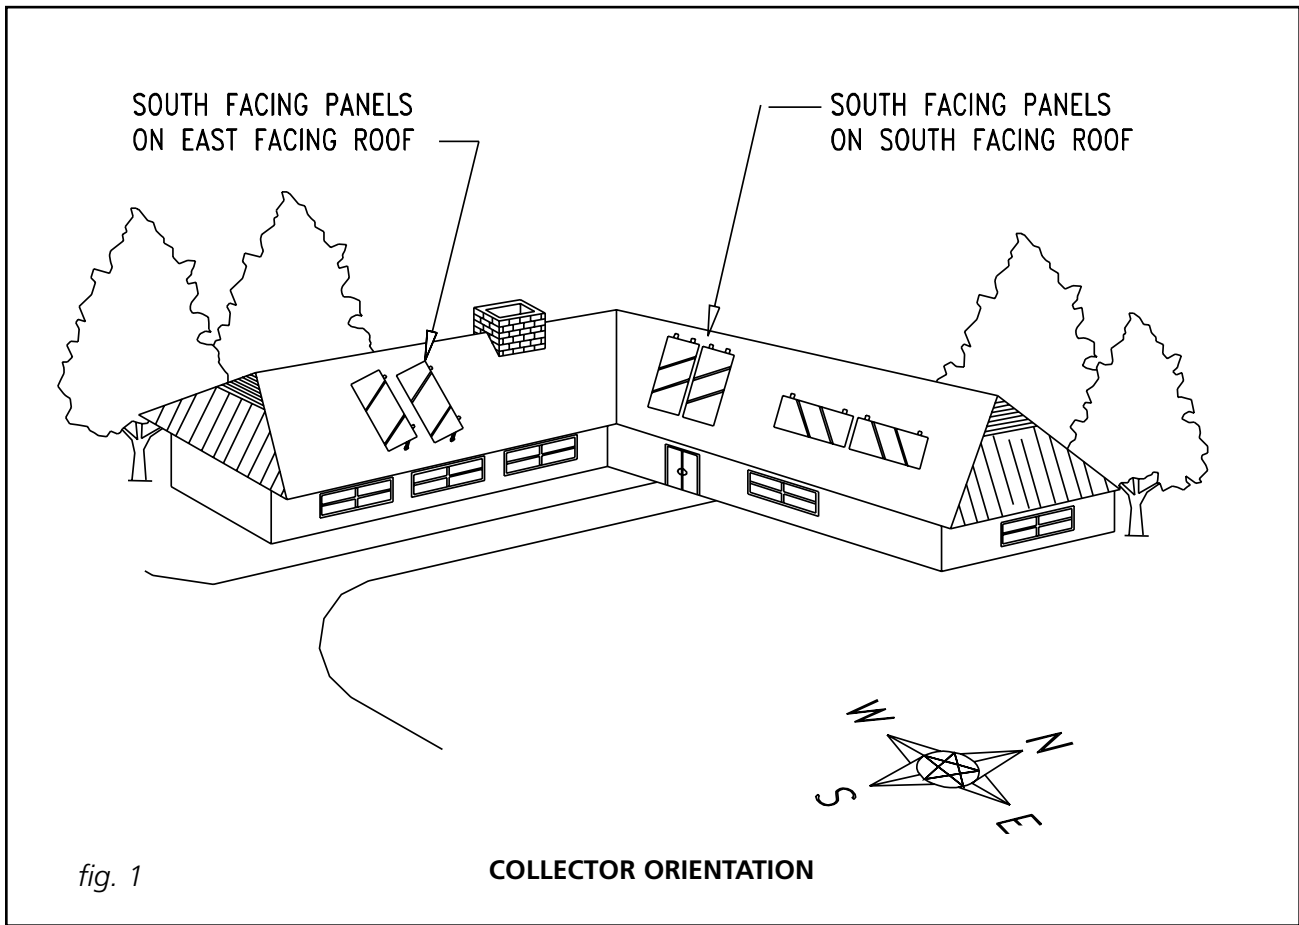 SOUTH FACING PANELS
ON EAST FACING ROOF
SOUTH FACING PANELS
ON SOUTH FACING ROOF
W
N
S
E
fig. 1
COLLECTOR ORIENTATION